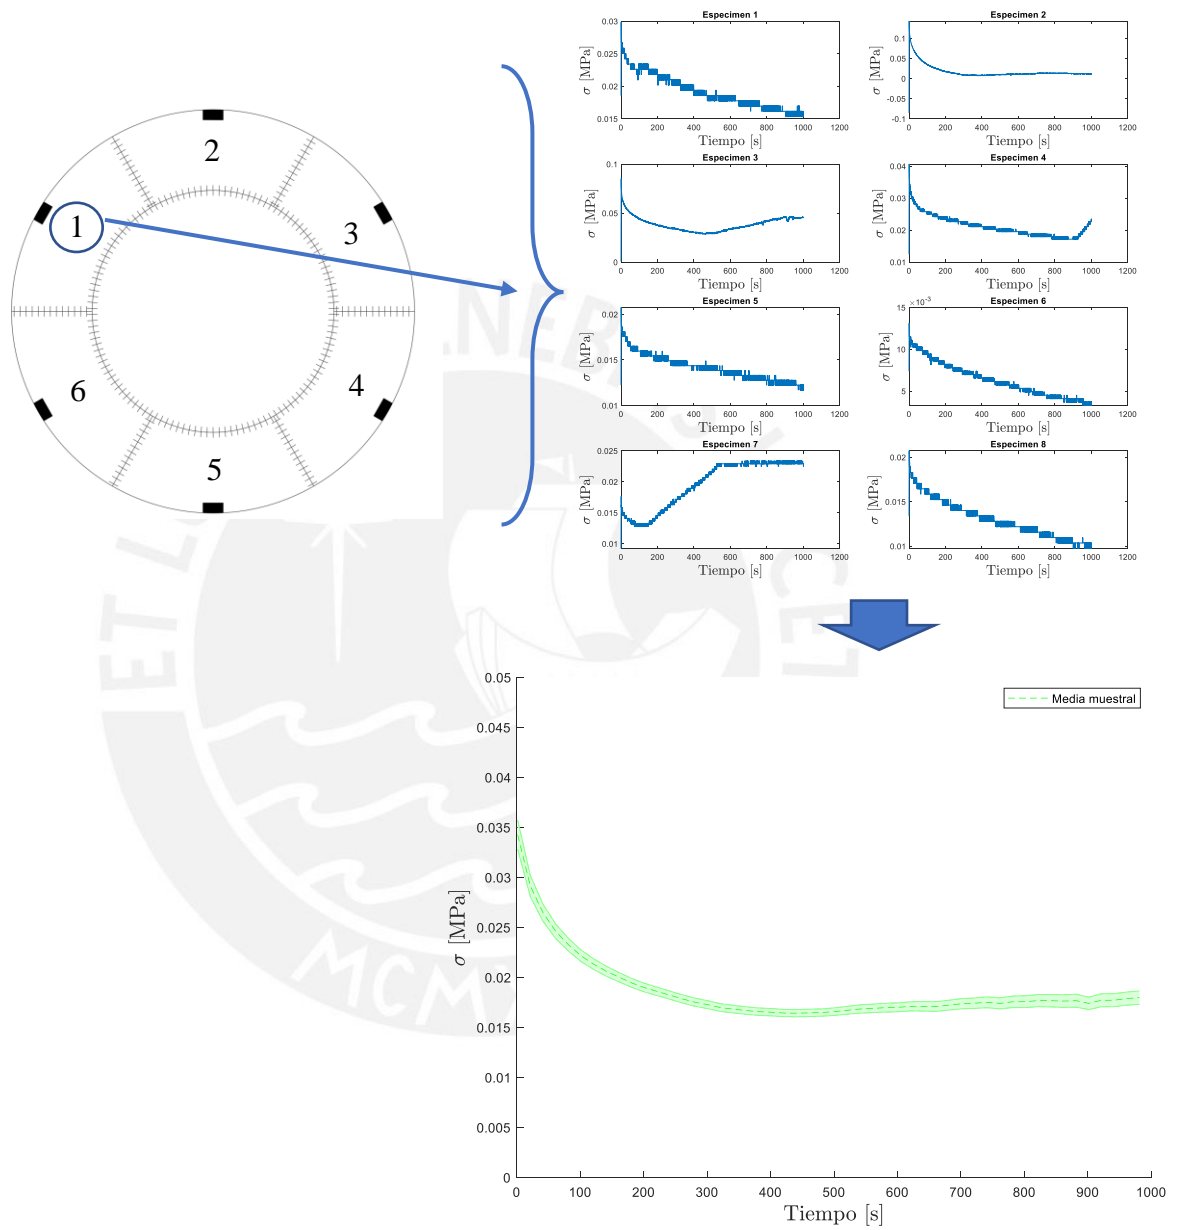 2
1
3
6
4
5
Especimen 1
σ [MPa]
0.03
0.025
0.02
0.015
0 200 400 600 800 1000 1200
Tiempo [s]
Especimen 2
σ [MPa]
0.1
0.05
0
-0.05
-0.1
0 200 400 600 800 1000 1200
Tiempo [s]
Especimen 3
σ [MPa]
0.1
0.05
0
0 200 400 600 800 1000 1200
Tiempo [s]
Especimen 4
σ [MPa]
0.04
0.03
0.02
0.01
0 200 400 600 800 1000 1200
Tiempo [s]
Especimen 5
σ [MPa]
0.02
0.015
0.01
0 200 400 600 800 1000 1200
Tiempo [s]
Especimen 6
×10⁻³
σ [MPa]
15
10
5
0 200 400 600 800 1000 1200
Tiempo [s]
Especimen 7
σ [MPa]
0.025
0.02
0.015
0.01
0 200 400 600 800 1000 1200
Tiempo [s]
Especimen 8
σ [MPa]
0.02
0.015
0.01
0 200 400 600 800 1000 1200
Tiempo [s]
Media muestral
σ [MPa]
0.05
0.045
0.04
0.035
0.03
0.025
0.02
0.015
0.01
0.005
0
0 100 200 300 400 500 600 700 800 900 1000
Tiempo [s]
ET
MCM